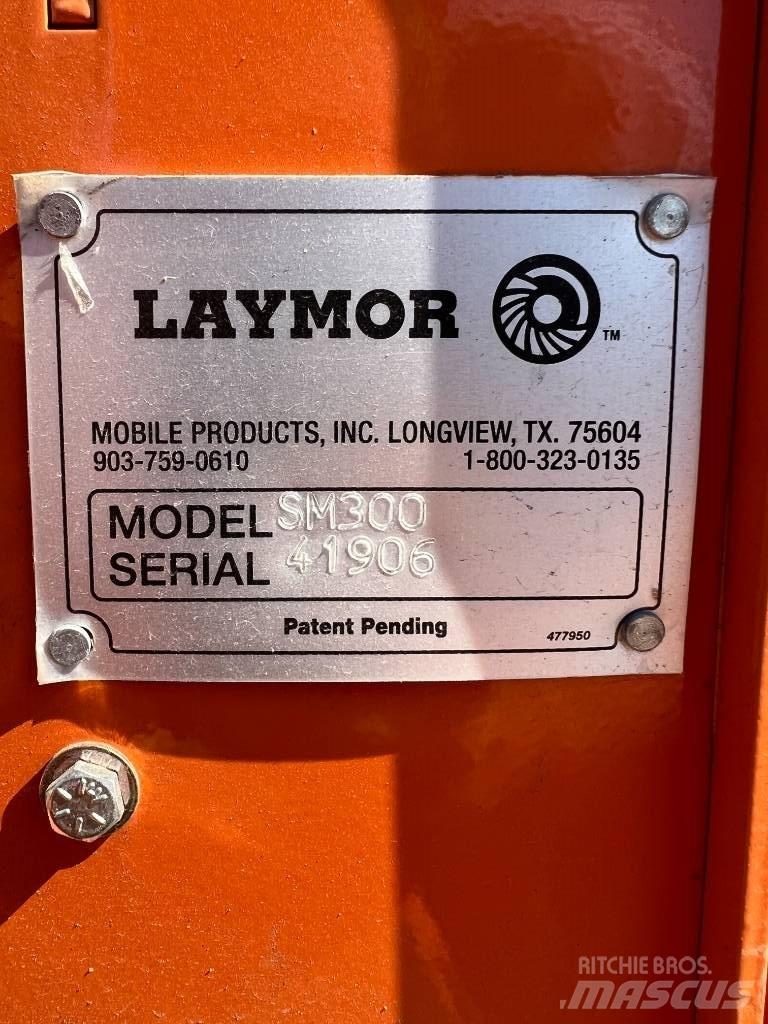 LAYMOR TM
MOBILE PRODUCTS, INC. LONGVIEW, TX. 75604
903-759-0610 1-800-323-0135
MODEL SM300
SERIAL 41906
Patent Pending 477950
RITCHIE BROS.
MASCUS